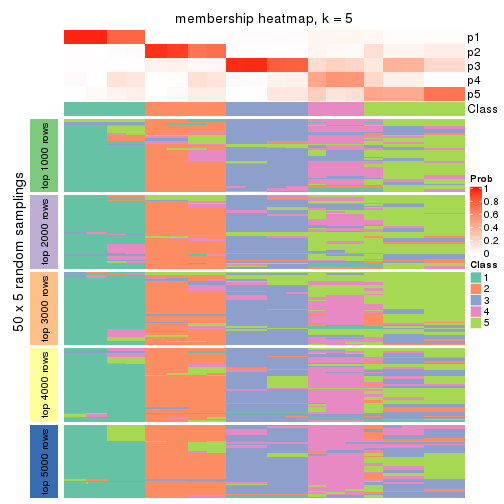 membership heatmap, k = 5
p1
p2
p3
p4
p5
Class
50 x 5 random samplings
top 1000 rows
top 2000 rows
top 3000 rows
top 4000 rows
top 5000 rows
Prob
1
0.8
0.6
0.4
0.2
0
Class
1
2
3
4
5